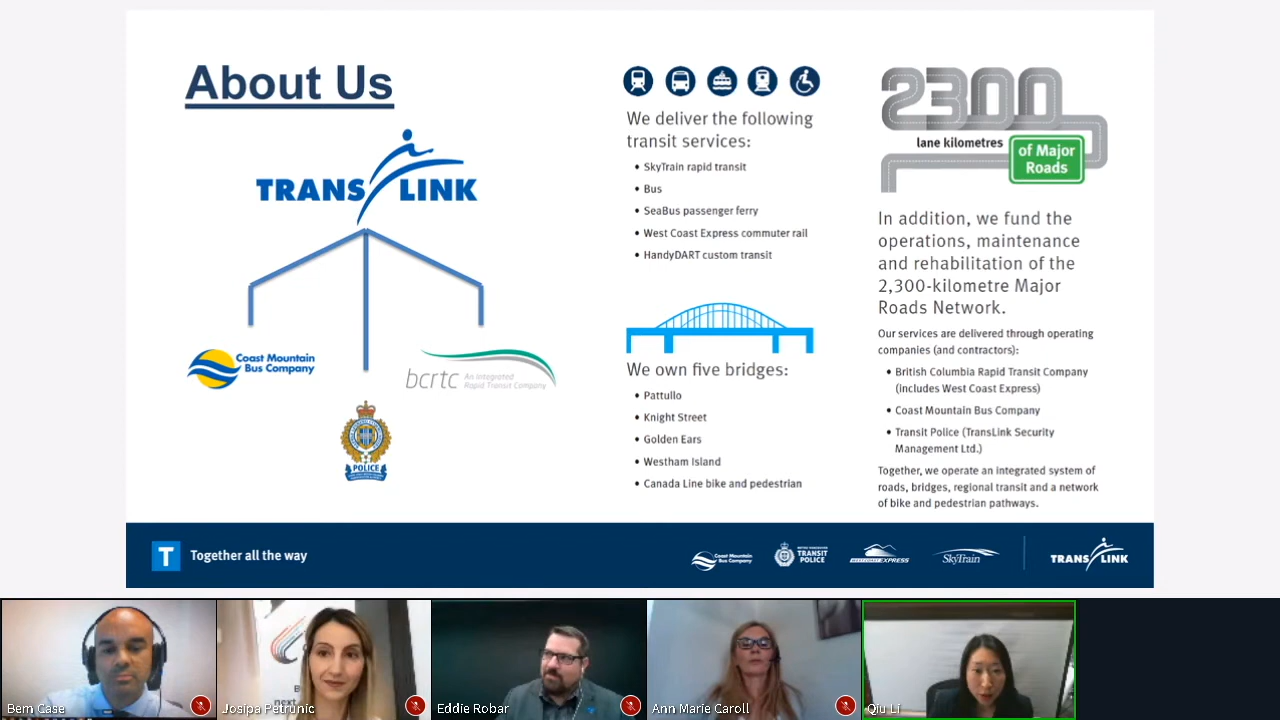 About Us
TRANS LINK
Coast Mountain
Bus Company
bcrtc An Integrated
Rapid Transit Company
POLICE
We deliver the following
transit services:
• SkyTrain rapid transit
• Bus
• SeaBus passenger ferry
• West Coast Express commuter rail
• HandyDART custom transit
We own five bridges:
• Pattullo
• Knight Street
• Golden Ears
• Westham Island
• Canada Line bike and pedestrian
2300
lane kilometres
of Major
Roads
In addition, we fund the
operations, maintenance
and rehabilitation of the
2,300-kilometre Major
Roads Network.
Our services are delivered through operating
companies (and contractors):
• British Columbia Rapid Transit Company
(includes West Coast Express)
• Coast Mountain Bus Company
• Transit Police (TransLink Security
Management Ltd.)
Together, we operate an integrated system of
roads, bridges, regional transit and a network
of bike and pedestrian pathways.
T Together all the way
Coast Mountain
Bus Company
TRANSIT
POLICE
WEST COAST EXPRESS
SkyTrain
TRANS LINK
Bern Case
Josipa Petrunic
Eddie Robar
Ann Marie Caroll
Qiu Li